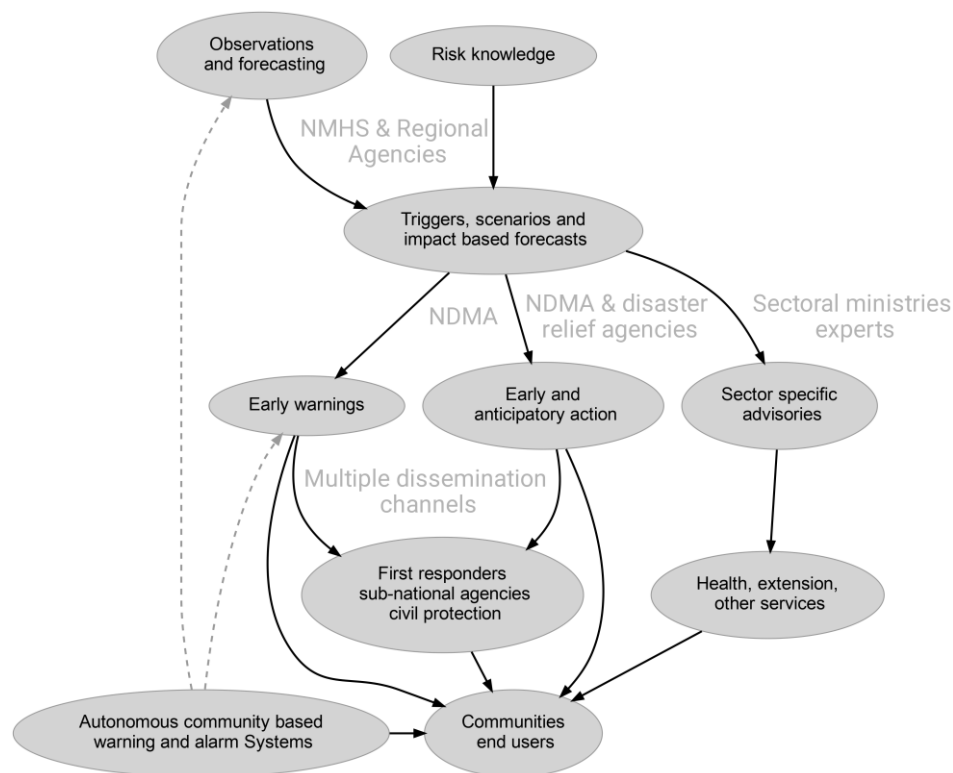 Observations
and forecasting
Risk knowledge
NMHS & Regional
Agencies
Triggers, scenarios and
impact based forecasts
NDMA
NDMA & disaster
relief agencies
Sectoral ministries
experts
Early warnings
Early and
anticipatory action
Sector specific
advisories
Multiple dissemination
channels
First responders
sub-national agencies
civil protection
Health, extension,
other services
Autonomous community based
warning and alarm Systems
Communities
end users